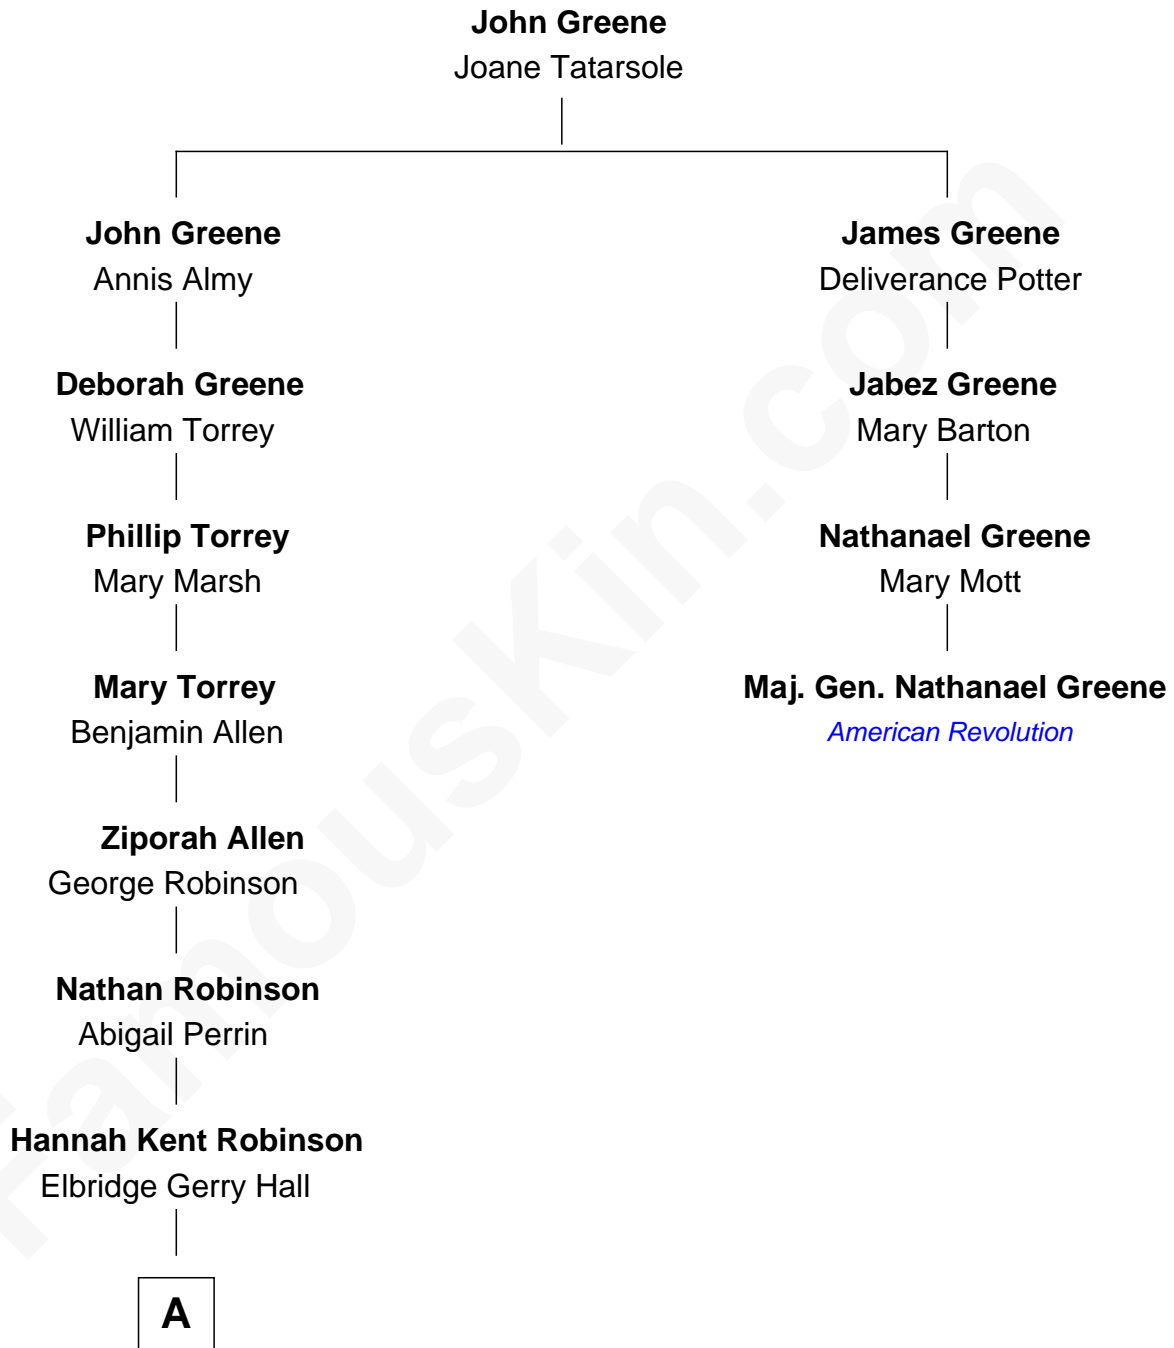 John Greene
Joane Tatarsole
John Greene
James Greene
Annis Almy
Deliverance Potter
Deborah Greene
Jabez Greene
William Torrey
Mary Barton
Phillip Torrey
Nathanael Greene
Mary Marsh
Mary Mott
Mary Torrey
Maj. Gen. Nathanael Greene
Benjamin Allen
American Revolution
Ziporah Allen
George Robinson
Nathan Robinson
Abigail Perrin
Hannah Kent Robinson
Elbridge Gerry Hall
A
FamousKin.com